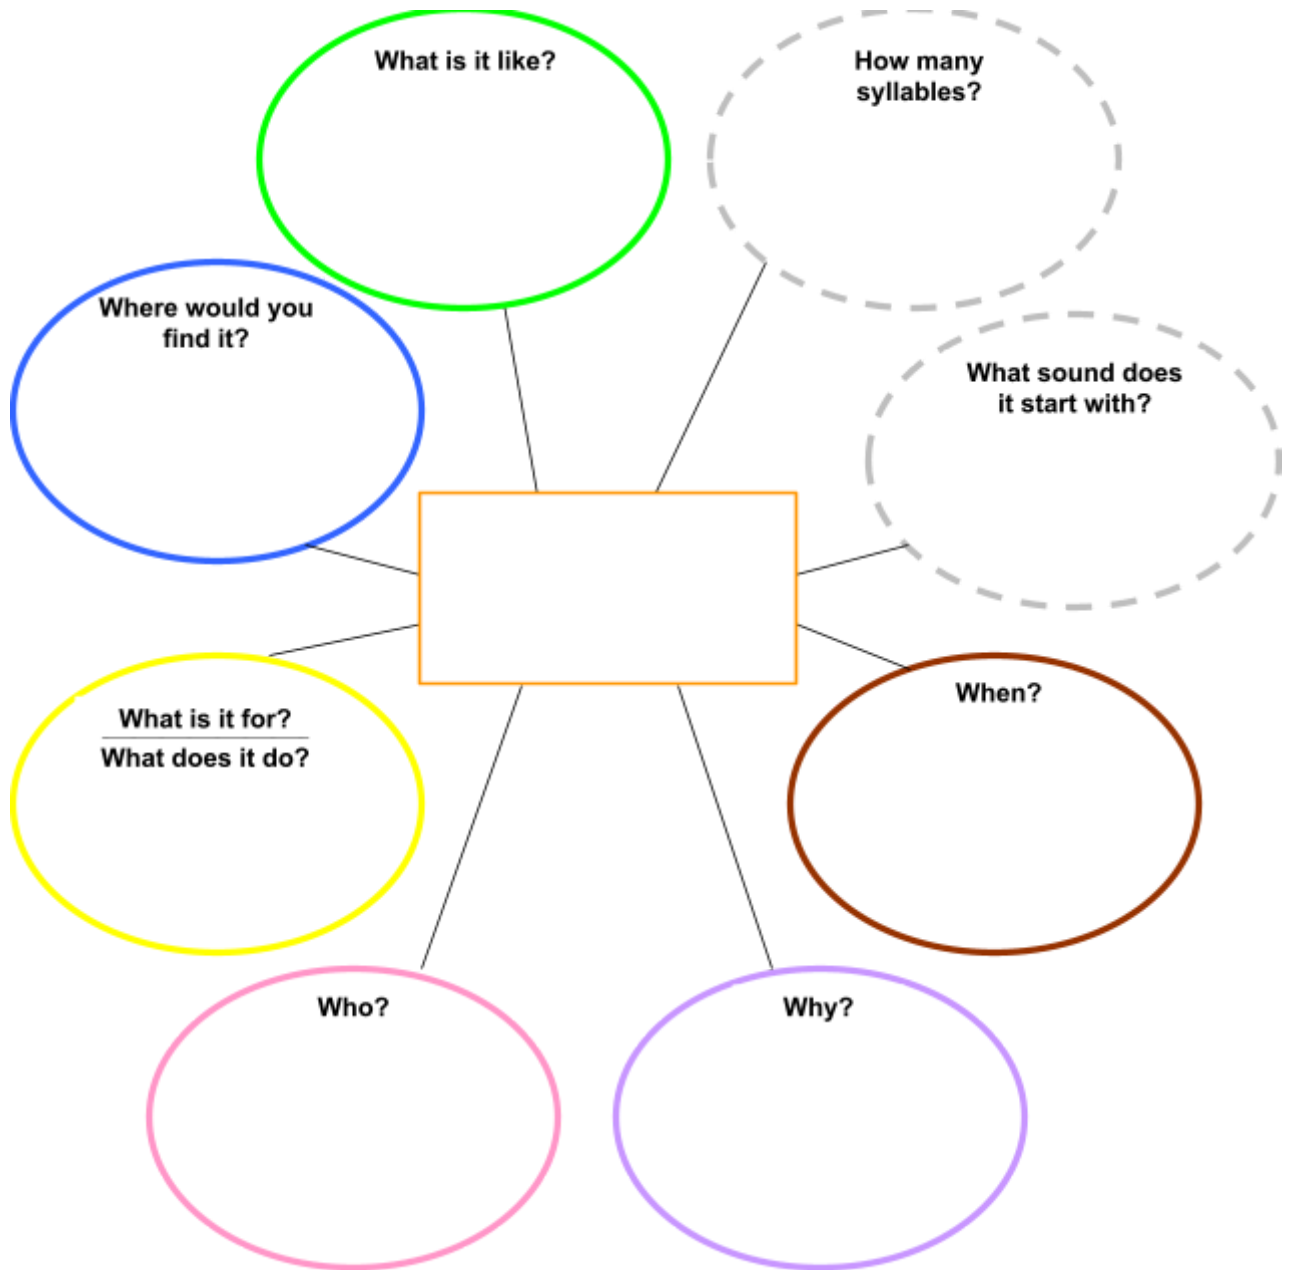 What is it like?
How many
syllables?
Where would you
find it?
What sound does
it start with?
What is it for?
What does it do?
When?
Who?
Why?